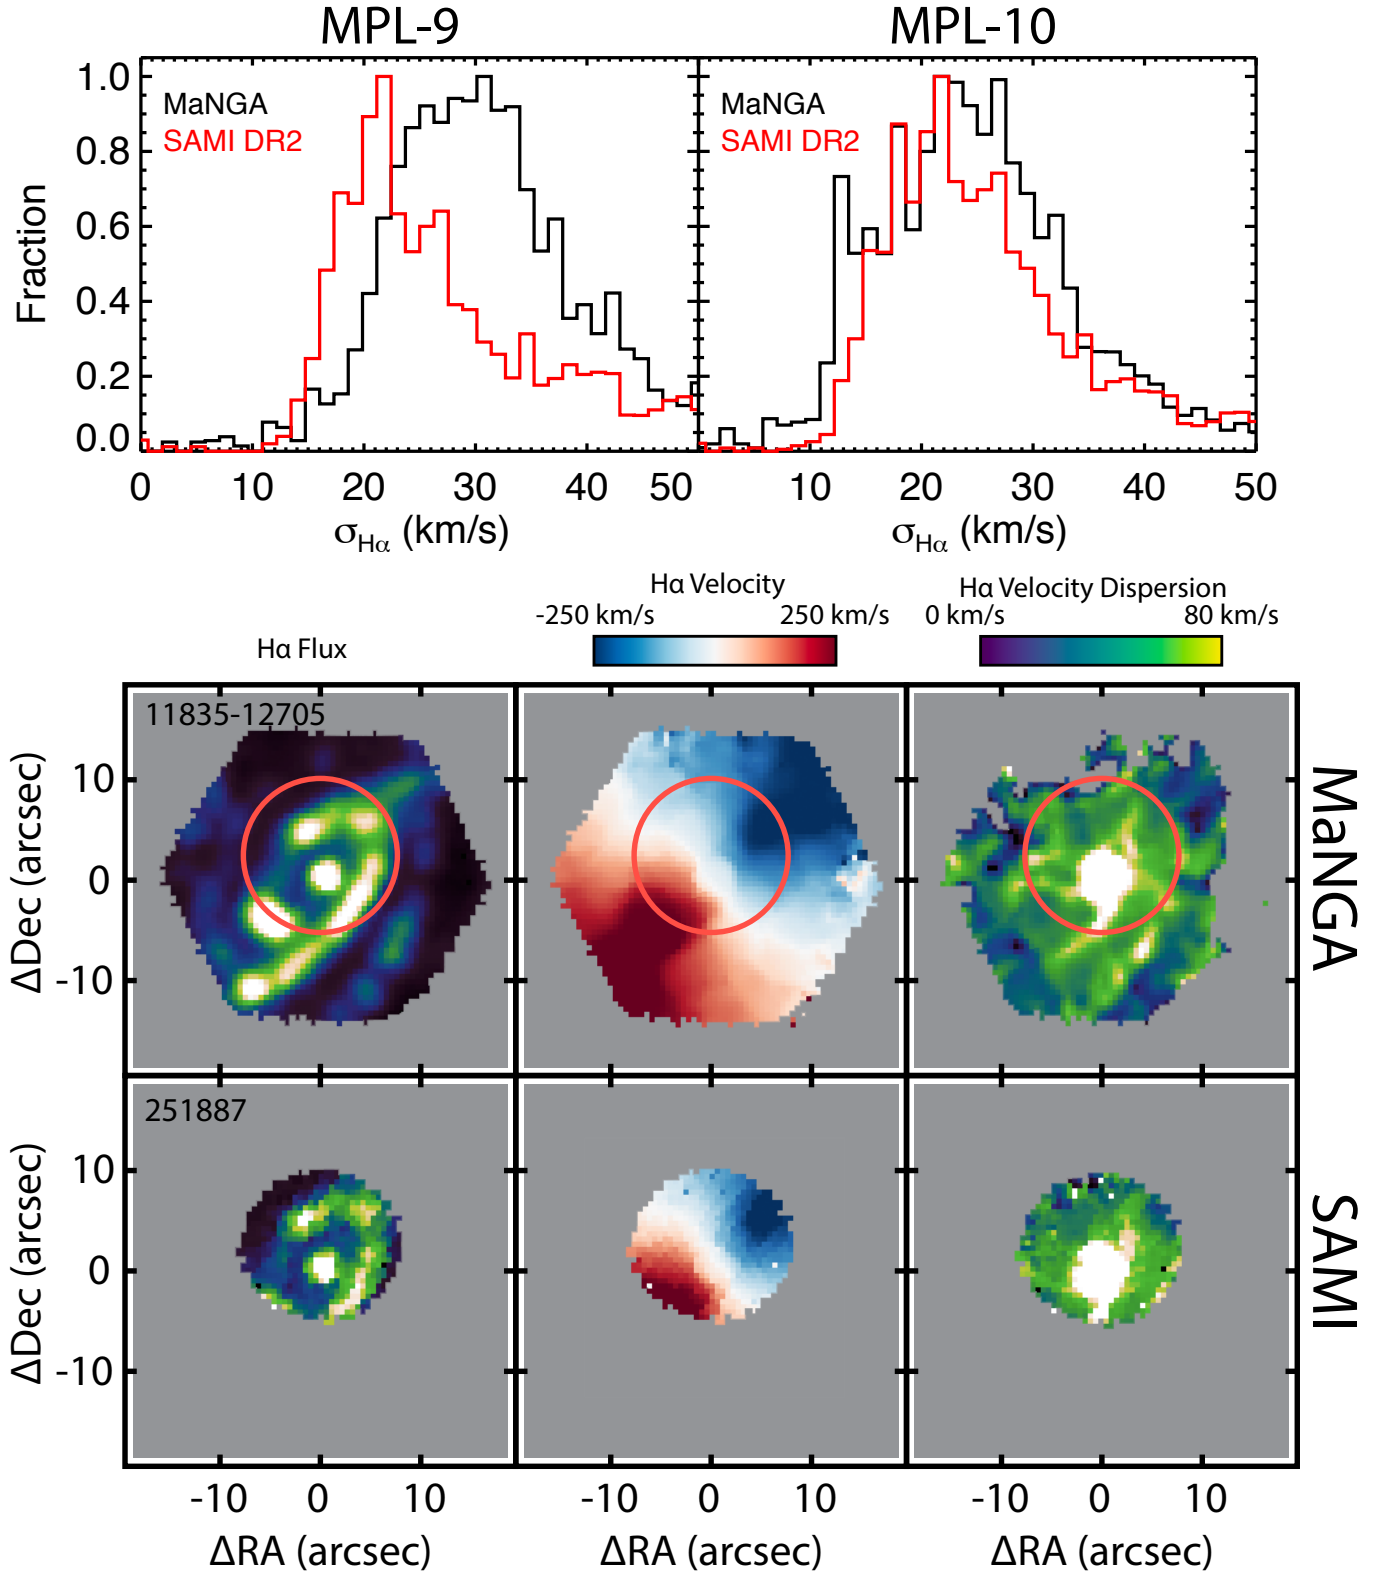 MPL-9 MPL-10
1.0
MaNGA MaNGA
SAMI DR2 SAMI DR2
0.8
Fraction
0.6
0.4
0.2
0.0
0 10 20 30 40 50 10 20 30 40 50
σHα (km/s) σHα (km/s)
Hα Velocity Hα Velocity Dispersion
-250 km/s 250 km/s 0 km/s 80 km/s
Hα Flux
11835-12705
10
ΔDec (arcsec)
0
-10
MaNGA
251887
10
ΔDec (arcsec)
0
-10
SAMI
-10 0 10 -10 0 10 -10 0 10
ΔRA (arcsec) ΔRA (arcsec) ΔRA (arcsec)